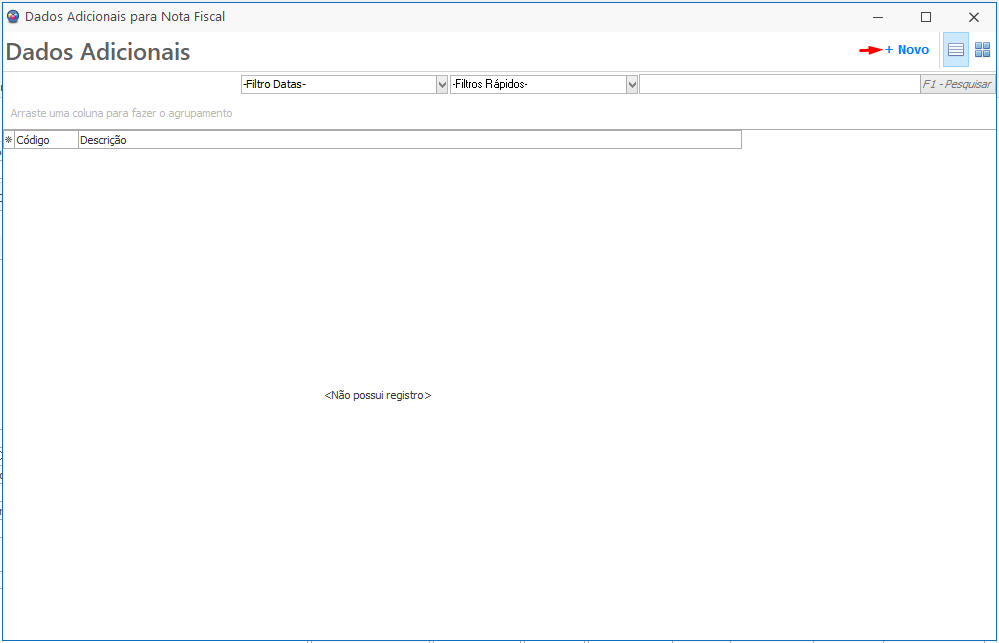 Dados Adicionais para Nota Fiscal
Dados Adicionais
+ Novo
-Filtro Datas-
-Filtros Rápidos-
F1 - Pesquisar
Arraste uma coluna para fazer o agrupamento
Código
Descrição
<Não possui registro>